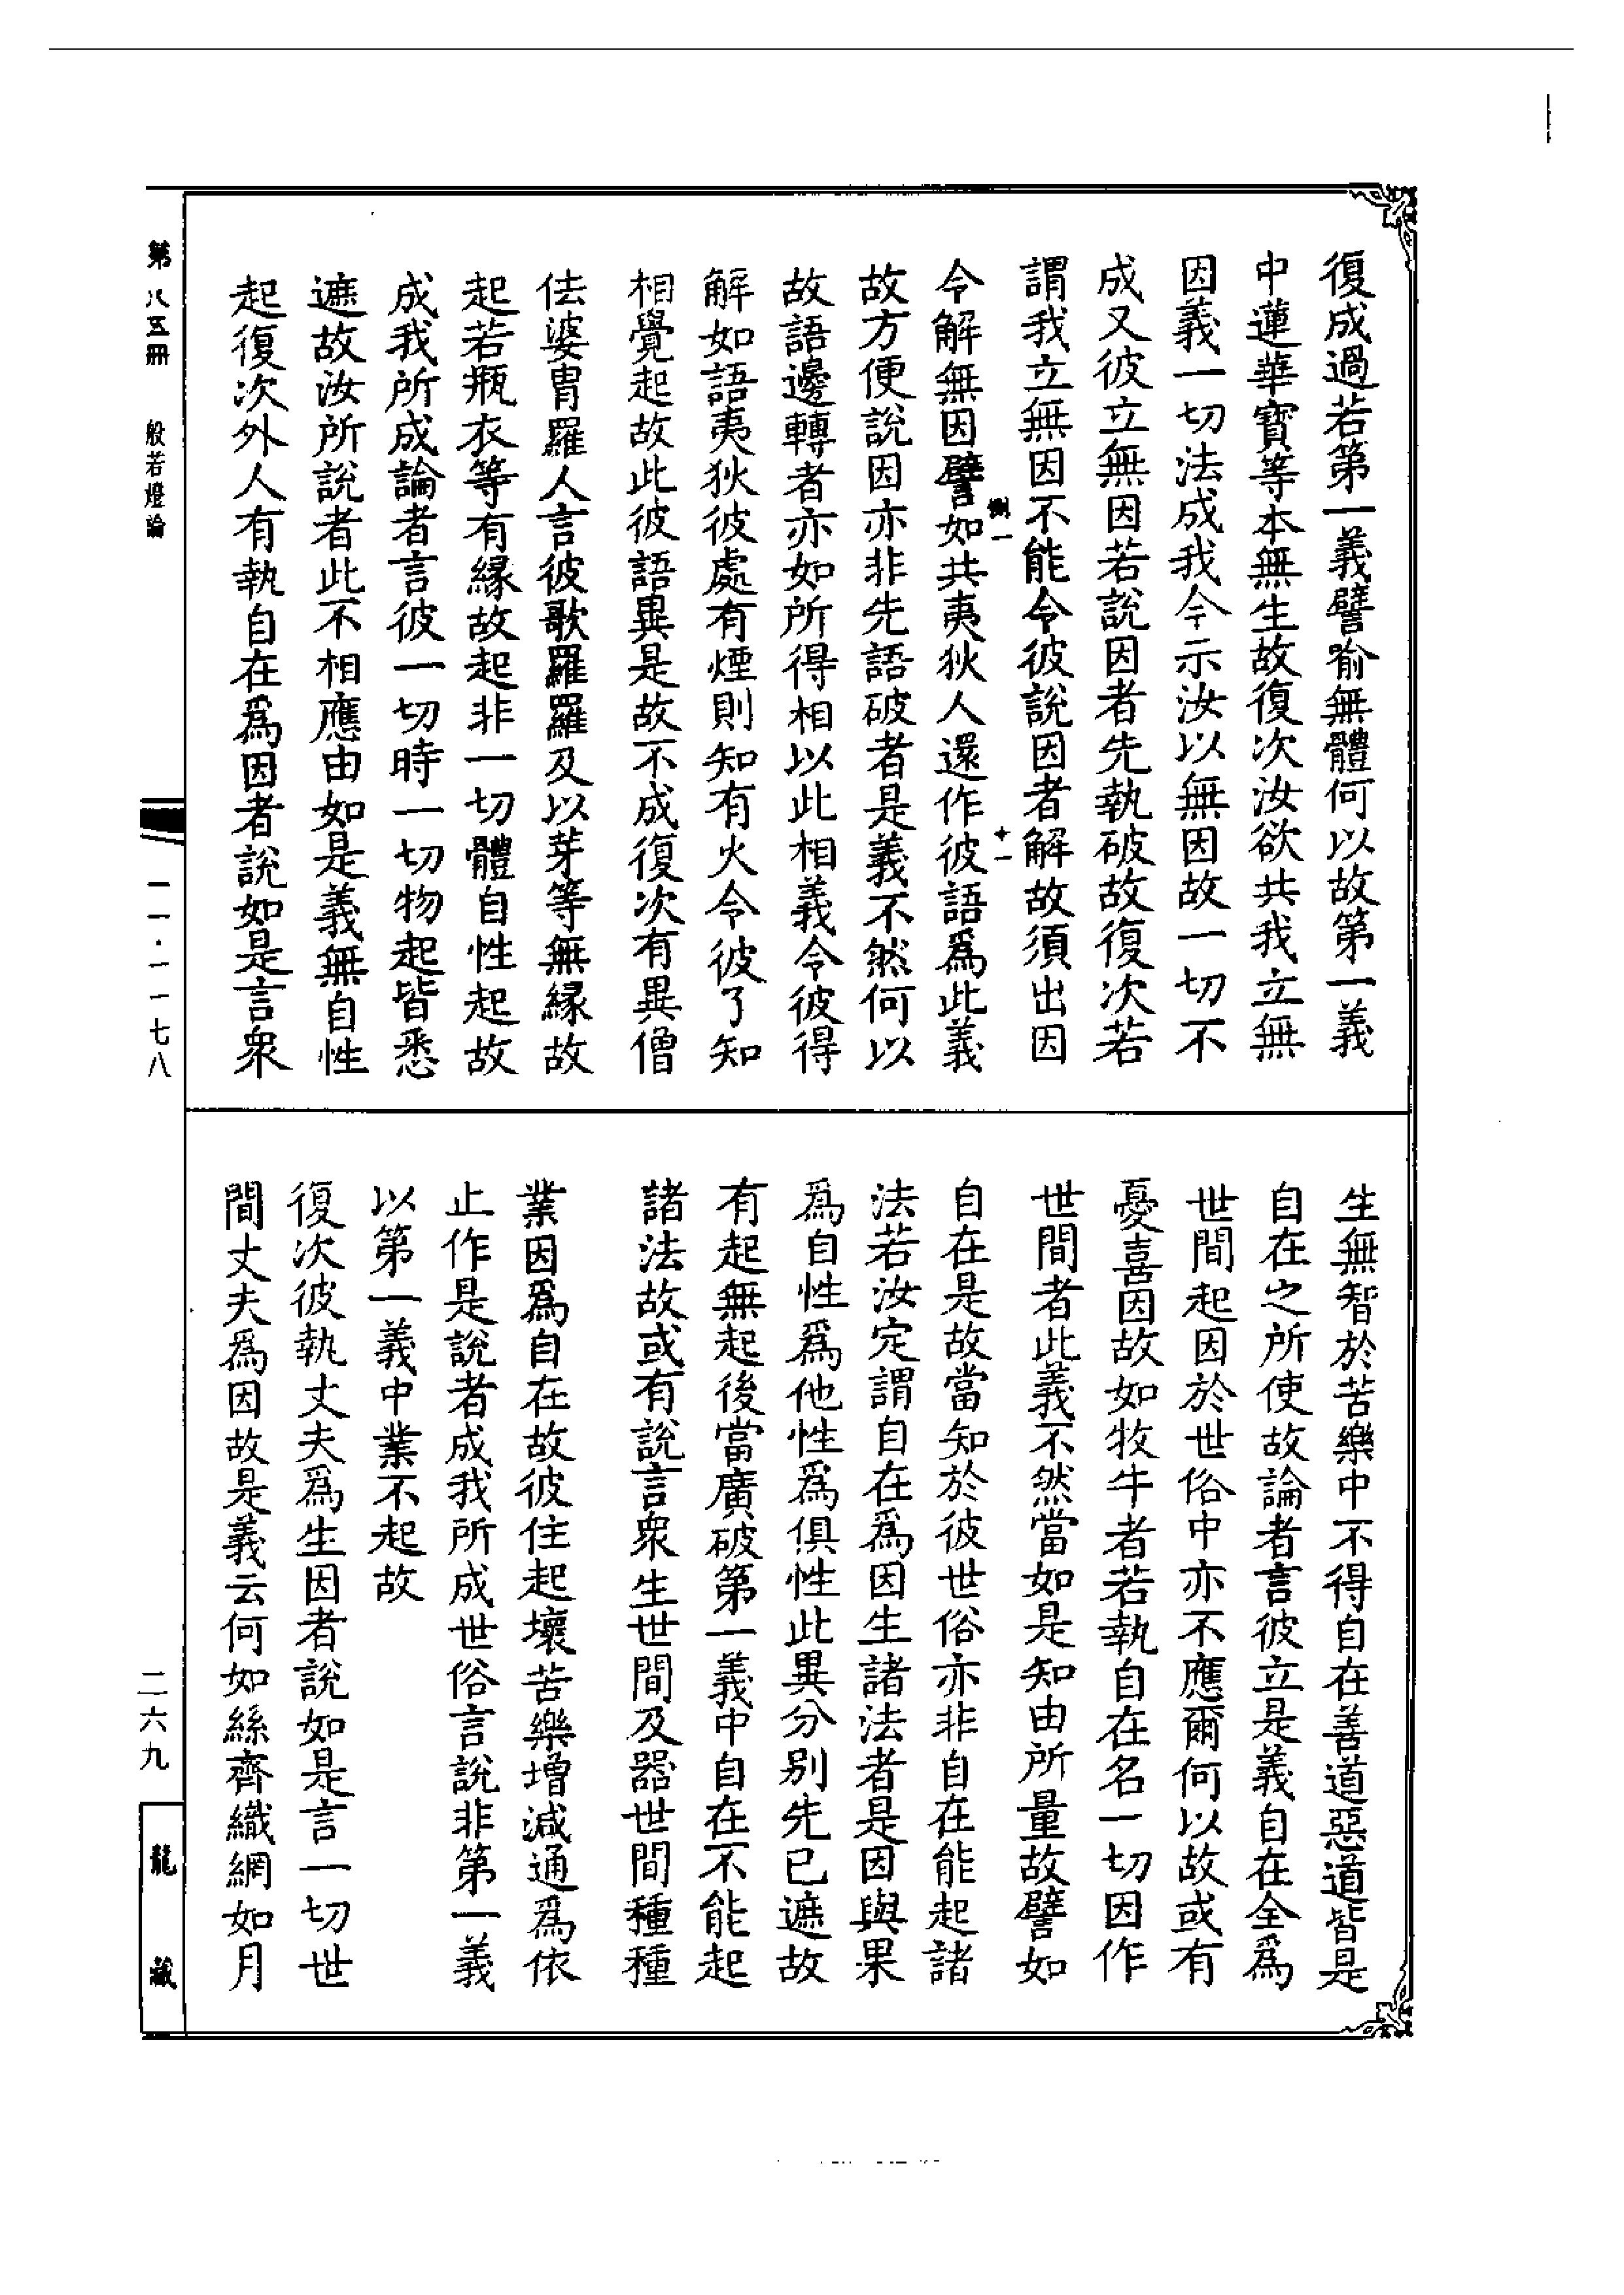 復成過若第一義譬喻無體何以故第一義
中蓮華寶等本無生故復次汝欲共我立無
因義一切法成我今示汝以無因故一切不
成又彼立無因若說因者先執破故復次若
謂我立無因不能令彼說因者解故須出因
十一
令解無因譬如共夷狄人還作彼語爲此義
故方便說因亦非先語破者是義不然何以
故語邊轉者亦如所得相以此相義令彼得
解如語夷狄彼處有煙則知有火令彼了知
相覺起故此彼語異是故不成復次有異僧
佉婆胄羅人言彼歌羅羅及以芽等無緣故
起若瓶衣等有緣故起非一切體自性起故
成我所成論者言彼一切時一切物起皆悉
遮故汝所說者此不相應由如是義無自性
起復次外人有執自在爲因者說如是言衆
生無智於苦樂中不得自在善道惡道皆是
自在之所使故論者言彼立是義自在全爲
世間起因於世俗中亦不應爾何以故或有
憂喜因故如牧牛者若執自在名一切因作
世間者此義不然當如是知由所量故譬如
自在是故當知於彼世俗亦非自在能起諸
法若汝定謂自在爲因生諸法者是因與果
爲自性爲他性爲俱性此異分别先已遮故
有起無起後當廣破第一義中自在不能起
諸法故或有說言衆生世間及器世間種種
業因爲自在故彼住起壞苦樂增減通爲依
止作是說者成我所成世俗言說非第一義
以第一義中業不起故
復次彼執丈夫爲生因者說如是言一切世
間丈夫爲因故是義云何如絲齊織網如月
第八五冊 般若燈論 一一·一一七八 二六九
龍藏